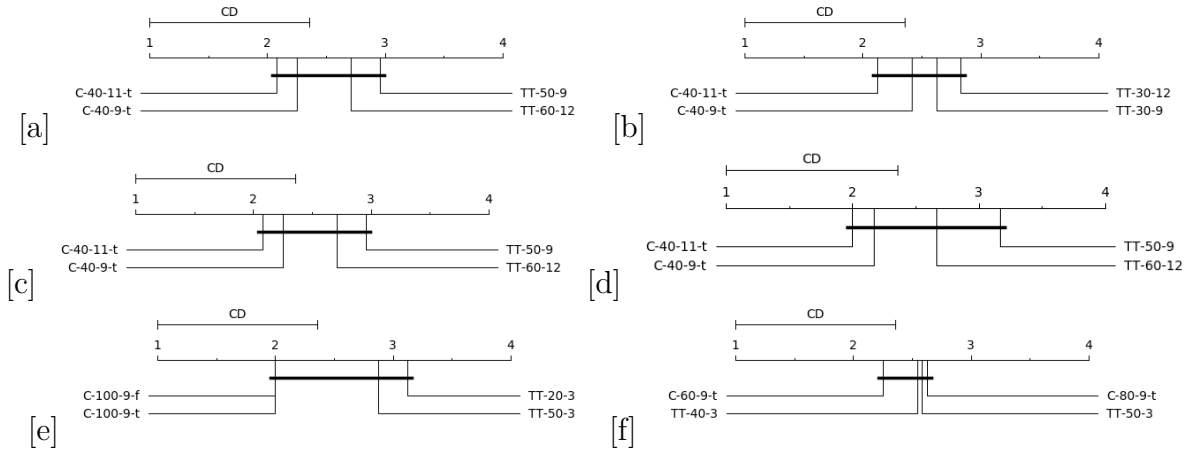 CD
1 2 3 4
C-40-11-t TT-50-9
C-40-9-t TT-60-12
[a]
CD
1 2 3 4
C-40-11-t TT-30-12
C-40-9-t TT-30-9
[b]
CD
1 2 3 4
C-40-11-t TT-50-9
C-40-9-t TT-60-12
[c]
CD
1 2 3 4
C-40-11-t TT-50-9
C-40-9-t TT-60-12
[d]
CD
1 2 3 4
C-100-9-f TT-20-3
C-100-9-t TT-50-3
[e]
CD
1 2 3 4
C-60-9-t C-80-9-t
TT-40-3 TT-50-3
[f]